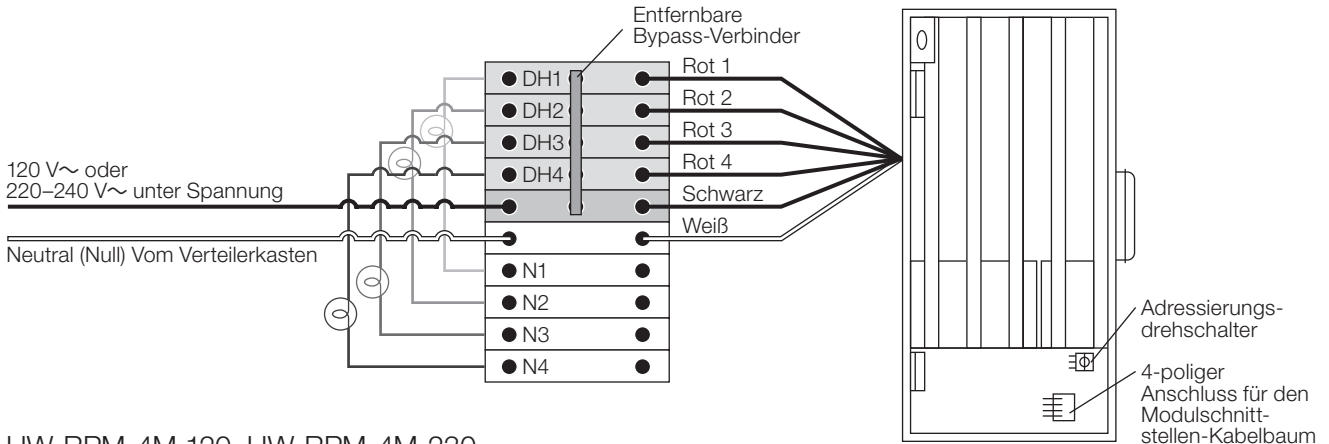 Entfernbare
Bypass-Verbinder
DH1
DH2
DH3
DH4
Rot 1
Rot 2
Rot 3
Rot 4
Schwarz
Weiß
120 V~ oder
220–240 V~ unter Spannung
Neutral (Null) Vom Verteilerkasten
N1
N2
N3
N4
Adressierungs-
drehschalter
4-poliger
Anschluss für den
Modulschnitt-
stellen-Kabelbaum